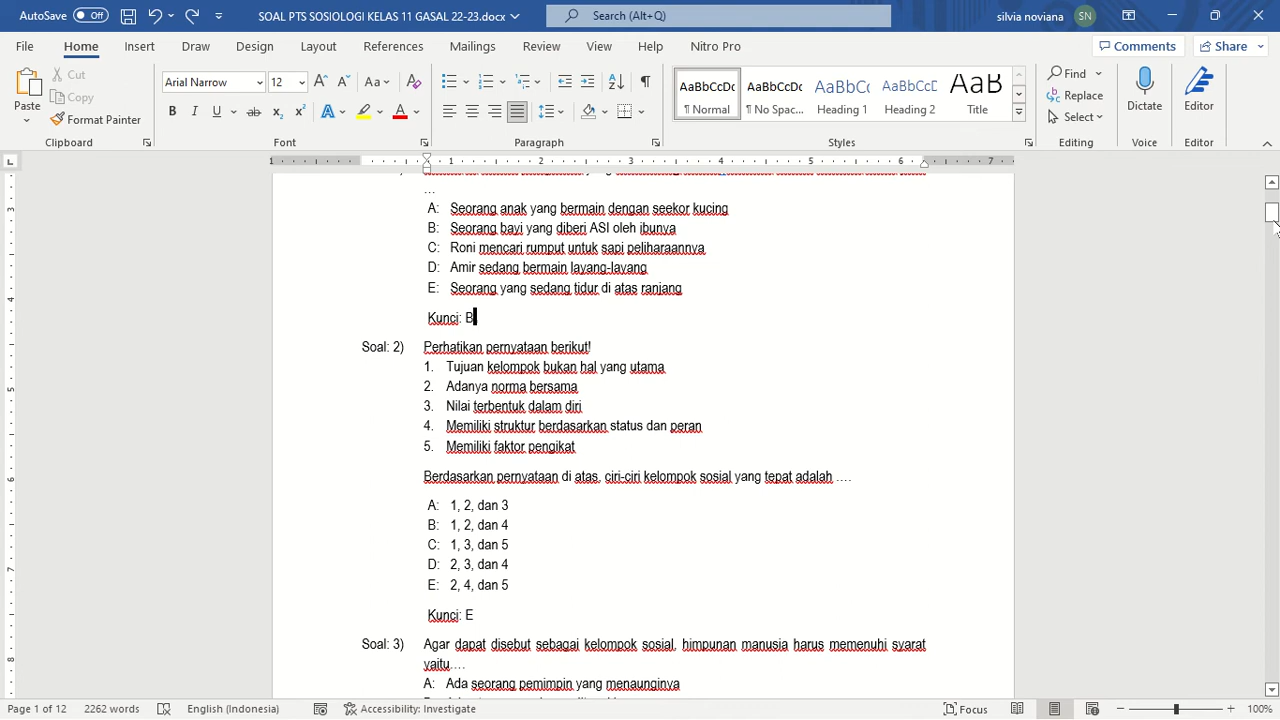 AutoSave Off SOAL PTS SOSIOLOGI KELAS 11 GASAL 22-23.docx Search (Alt+Q) silvia noviana SN
File Home Insert Draw Design Layout References Mailings Review View Help Nitro Pro Comments Share
Paste Cut Copy Format Painter
Arial Narrow 12
AaBbCcDc AaBbCcDc AaBbCc AaBbCcD AaB
¶ Normal ¶ No Spac... Heading 1 Heading 2 Title
Find Replace Select Dictate Editor
Clipboard Font Paragraph Styles Editing Voice Editor
1 1 2 3 4 5 6 7
…
A: Seorang anak yang bermain dengan seekor kucing
B: Seorang bayi yang diberi ASI oleh ibunya
C: Roni mencari rumput untuk sapi peliharaannya
D: Amir sedang bermain layang-layang
E: Seorang yang sedang tidur di atas ranjang
Kunci: B
Soal: 2) Perhatikan pernyataan berikut!
1. Tujuan kelompok bukan hal yang utama
2. Adanya norma bersama
3. Nilai terbentuk dalam diri
4. Memiliki struktur berdasarkan status dan peran
5. Memiliki faktor pengikat
Berdasarkan pernyataan di atas, ciri-ciri kelompok sosial yang tepat adalah ….
A: 1, 2, dan 3
B: 1, 2, dan 4
C: 1, 3, dan 5
D: 2, 3, dan 4
E: 2, 4, dan 5
Kunci: E
Soal: 3) Agar dapat disebut sebagai kelompok sosial, himpunan manusia harus memenuhi syarat
yaitu….
A: Ada seorang pemimpin yang menaunginya
Page 1 of 12 2262 words English (Indonesia) Accessibility: Investigate Focus 100%